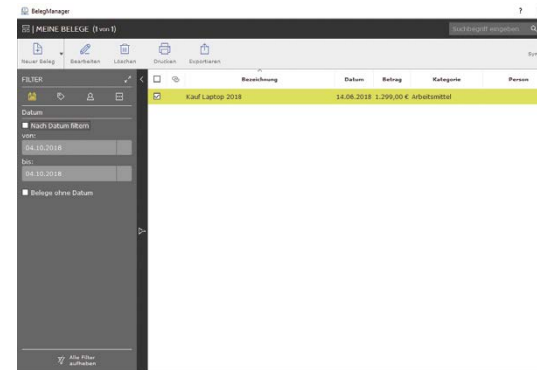 BelegManager
?
MEINE BELEGE (1 von 1)
Suchbegriff eingeben
Neuer Beleg
Bearbeiten
Löschen
Drucken
Exportieren
FILTER
Bezeichnung
Datum
Betrag
Kategorie
Person
Kauf Laptop 2018
14.08.2018
1.299,00 €
Arbeitsmittel
Datum
Nach Datum filtern
von:
04.10.2018
bis:
04.10.2018
Belege ohne Datum
Alle Filter
aufheben